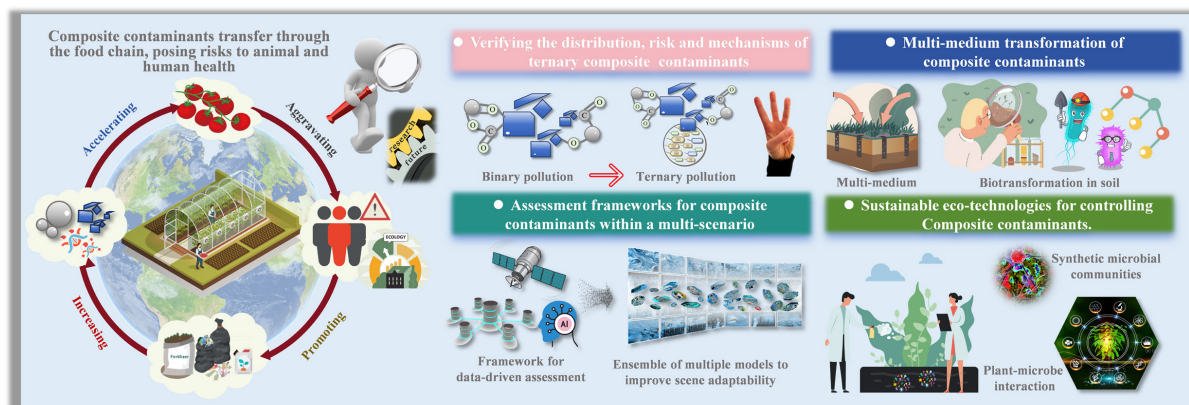 Composite contaminants transfer through
the food chain, posing risks to animal and
human health
Accelerating
Aggravating
research
future
ECOLOGY
Fertilizer
Increasing
Promoting
● Verifying the distribution, risk and mechanisms of
ternary composite contaminants
O
C
O
O
C
O
O
C
O
O
C
O
Binary pollution
Ternary pollution
● Multi-medium transformation of
composite contaminants
Multi-medium
Biotransformation in soil
● Assessment frameworks for composite
contaminants within a multi-scenario
AI
Framework for
data-driven assessment
Ensemble of multiple models to
improve scene adaptability
● Sustainable eco-technologies for controlling
Composite contaminants.
Synthetic microbial
communities
Plant-microbe
interaction